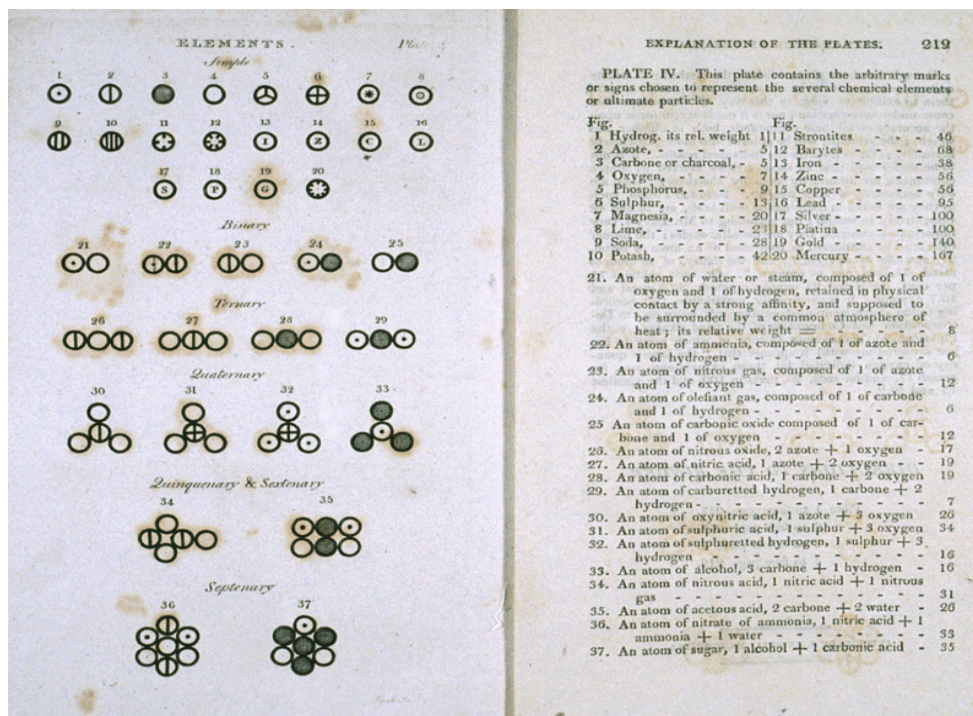 ELEMENTS.
Simple
1 2 3 4 5 6 7 8
9 10 11 12 13 14 15 16
I Z C L
17 18 19 20
S P G
Binary
21 22 23 24 25
Ternary
26 27 28 29
Quaternary
30 31 32 33
Quinquenary & Sextenary
34 35
Septenary
36 37
EXPLANATION OF THE PLATES. 219
PLATE IV. This plate contains the arbitrary marks
or signs chosen to represent the several chemical elements
or ultimate particles.
Fig. Fig.
1 Hydrog. its rel. weight 1 11 Strontites - - - - 46
2 Azote, - - - - - 5 12 Barytes - - - - 68
3 Carbone or charcoal, - 5 13 Iron - - - - - 38
4 Oxygen, - - - - 7 14 Zinc - - - - - 56
5 Phosphorus, - - - 9 15 Copper - - - - 56
6 Sulphur, - - - - 13 16 Lead - - - - - 95
7 Magnesia, - - - - 20 17 Silver - - - - - 100
8 Lime, - - - - - 23 18 Platina - - - - 100
9 Soda, - - - - - 28 19 Gold - - - - - 140
10 Potash, - - - - 42 20 Mercury - - - - 167
21. An atom of water or steam, composed of 1 of
oxygen and 1 of hydrogen, retained in physical
contact by a strong affinity, and supposed to
be surrounded by a common atmosphere of
heat; its relative weight = - - - - 8
22. An atom of ammonia, composed of 1 of azote and
1 of hydrogen - - - - - - - - 6
23. An atom of nitrous gas, composed of 1 of azote
and 1 of oxygen - - - - - - - 12
24. An atom of olefiant gas, composed of 1 of carbone
and 1 of hydrogen - - - - - - - 6
25 An atom of carbonic oxide composed of 1 of car-
bone and 1 of oxygen - - - - - - 12
26. An atom of nitrous oxide, 2 azote + 1 oxygen - 17
27. An atom of nitric acid, 1 azote + 2 oxygen - - 19
28. An atom of carbonic acid, 1 carbone + 2 oxygen 19
29. An atom of carburetted hydrogen, 1 carbone + 2
hydrogen - - - - - - - - - 7
30. An atom of oxynitric acid, 1 azote + 3 oxygen 26
31. An atom of sulphuric acid, 1 sulphur + 3 oxygen 34
32. An atom of sulphuretted hydrogen, 1 sulphur + 3
hydrogen - - - - - - - - - 16
33. An atom of alcohol, 3 carbone + 1 hydrogen - 16
34. An atom of nitrous acid, 1 nitric acid + 1 nitrous
gas - - - - - - - - - - 31
35. An atom of acetous acid, 2 carbone + 2 water - 26
36. An atom of nitrate of ammonia, 1 nitric acid + 1
ammonia + 1 water - - - - - - 33
37. An atom of sugar, 1 alcohol + 1 carbonic acid - 35